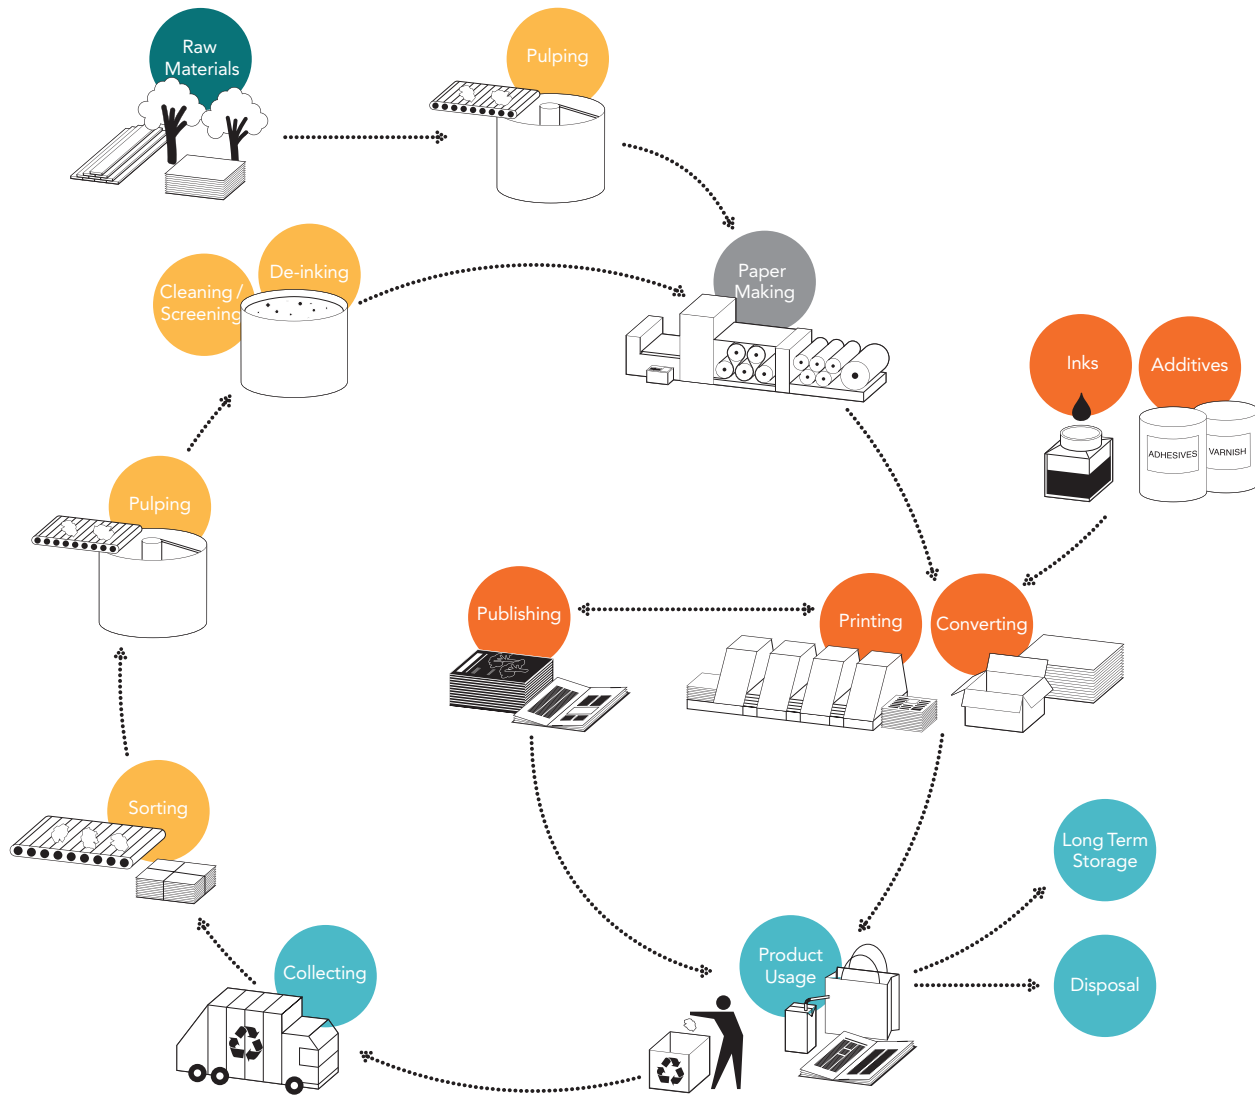 Raw
Materials
Pulping
De-inking
Cleaning /
Screening
Paper
Making
Inks
Additives
ADHESIVES
VARNISH
Pulping
Publishing
Printing
Converting
Sorting
Long Term
Storage
Product
Usage
Collecting
Disposal